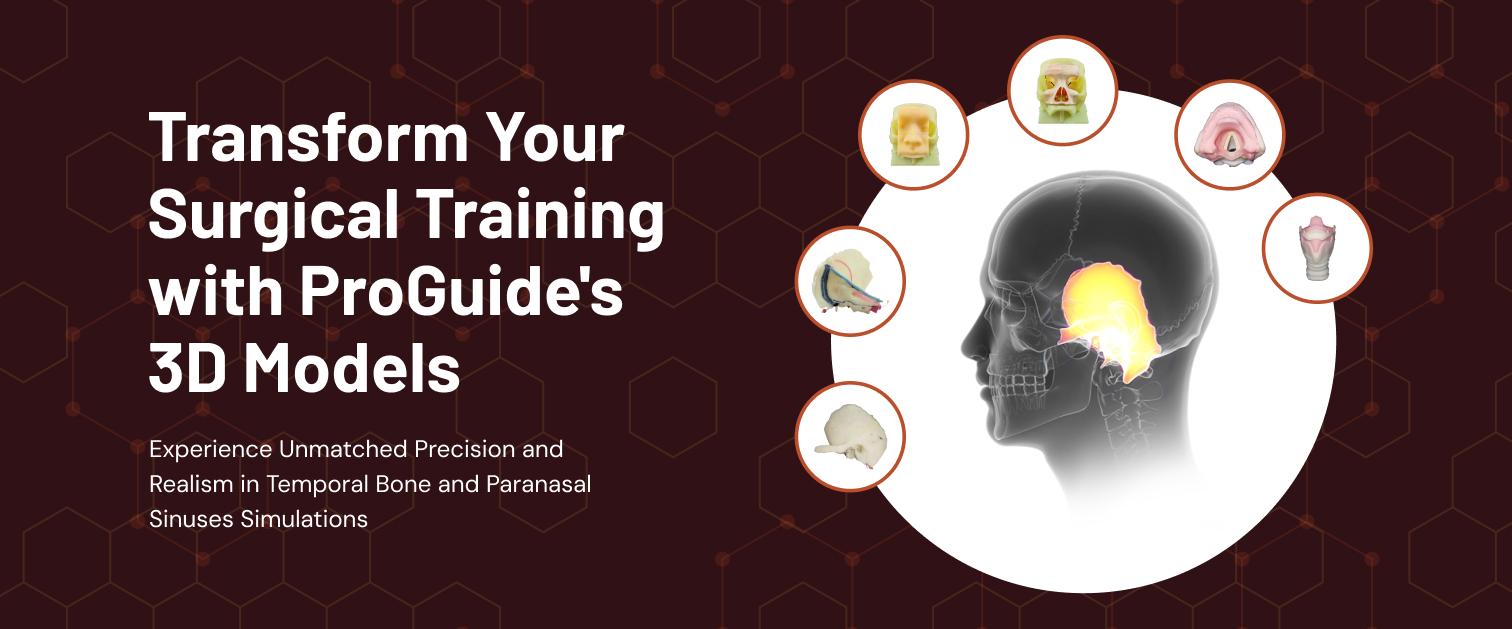 Transform Your
Surgical Training
with ProGuide's
3D Models
Experience Unmatched Precision and
Realism in Temporal Bone and Paranasal
Sinuses Simulations